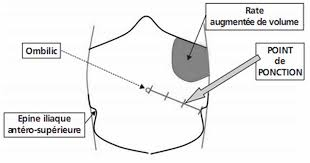 Rate
augmentée de volume
Ombilic
POINT
de
PONCTION
Epine iliaque
antéro-supérieure